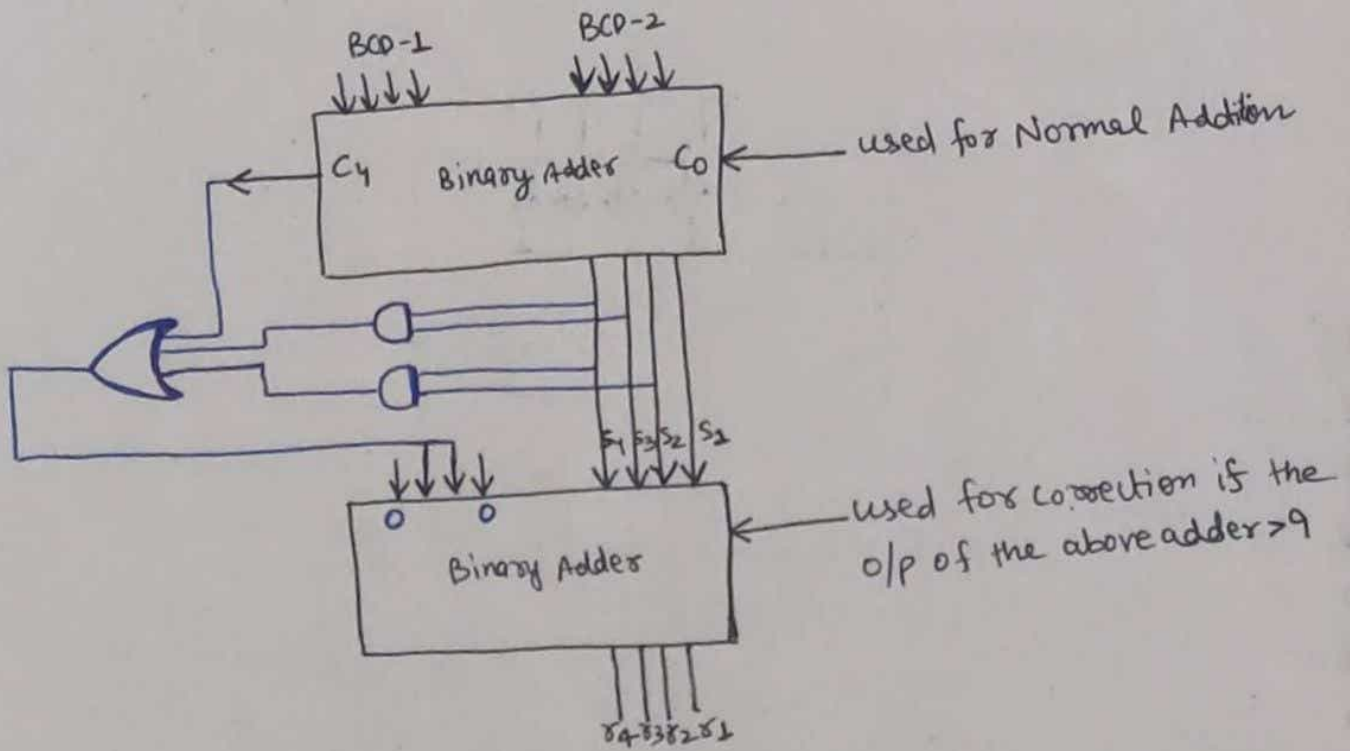 BCD-1
BCD-2
C4 Binary Adder C0
used for Normal Addition
S4 S3 S2 S1
0 0
Binary Adder
used for correction if the
o/p of the above adder >9
r4 r3 r2 r1